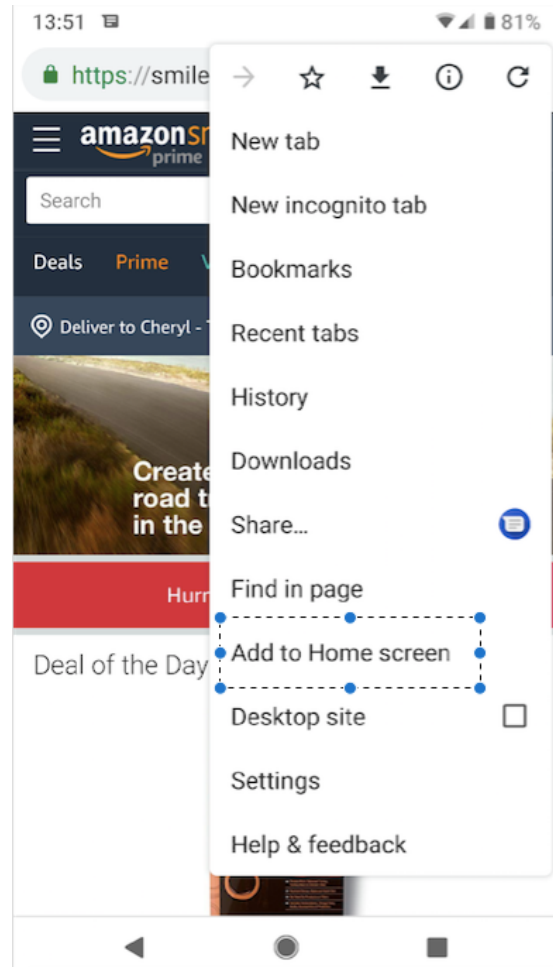 13:51 81%
https://smile
amazon
prime
Search
Deals Prime
Deliver to Cheryl -
Create
road
in the
Hurr
Deal of the Day
New tab
New incognito tab
Bookmarks
Recent tabs
History
Downloads
Share...
Find in page
Add to Home screen
Desktop site
Settings
Help & feedback